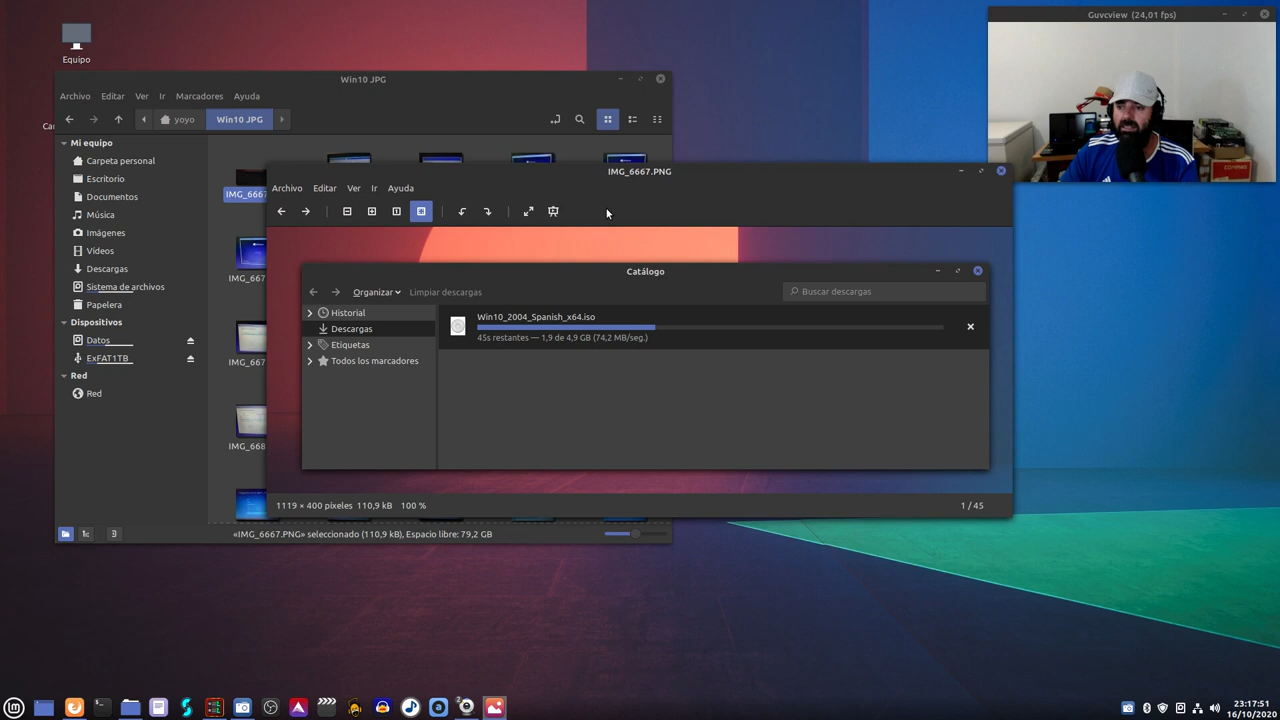 Equipo
Guvcview (24,01 fps)
Win10 JPG
Archivo Editar Ver Ir Marcadores Ayuda
yoyo Win10 JPG
Mi equipo
Carpeta personal
Escritorio
Documentos
Música
Imágenes
Vídeos
Descargas
Sistema de archivos
Papelera
Dispositivos
Datos
ExFAT1TB
Red
Red
IMG_6667
IMG_667
IMG_667
IMG_668
«IMG_6667.PNG» seleccionado (110,9 kB), Espacio libre: 79,2 GB
IMG_6667.PNG
Archivo Editar Ver Ir Ayuda
Catálogo
Organizar Limpiar descargas
Buscar descargas
Historial
Descargas
Etiquetas
Todos los marcadores
Win10_2004_Spanish_x64.iso
45s restantes — 1,9 de 4,9 GB (74,2 MB/seg.)
1119 × 400 píxeles 110,9 kB 100 %
1 / 45
23:17:51
16/10/2020